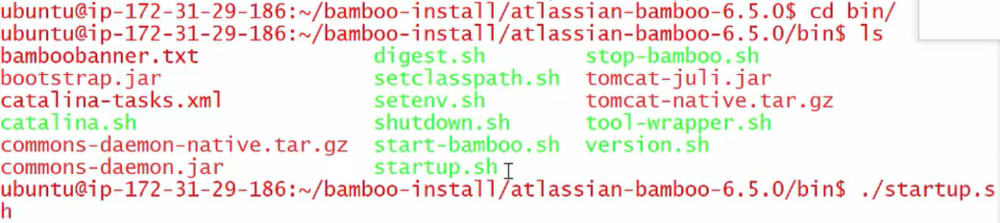 ubuntu@ip-172-31-29-186:~/bamboo-install/atlassian-bamboo-6.5.0$ cd bin/
ubuntu@ip-172-31-29-186:~/bamboo-install/atlassian-bamboo-6.5.0/bin$ ls
bamboobanner.txt digest.sh stop-bamboo.sh
bootstrap.jar setclasspath.sh tomcat-juli.jar
catalina-tasks.xml setenv.sh tomcat-native.tar.gz
catalina.sh shutdown.sh tool-wrapper.sh
commons-daemon-native.tar.gz start-bamboo.sh version.sh
commons-daemon.jar startup.sh
ubuntu@ip-172-31-29-186:~/bamboo-install/atlassian-bamboo-6.5.0/bin$ ./startup.s
h